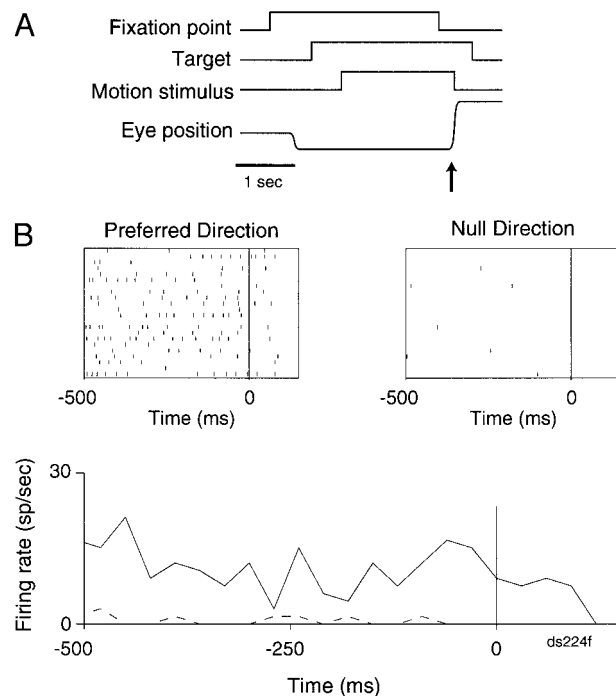 A
Fixation point
Target
Motion stimulus
Eye position
1 sec
B
Preferred Direction
Null Direction
-500 0
Time (ms)
-500 0
Time (ms)
Firing rate (sp/sec)
30
0
-500 -250 0
ds224f
Time (ms)